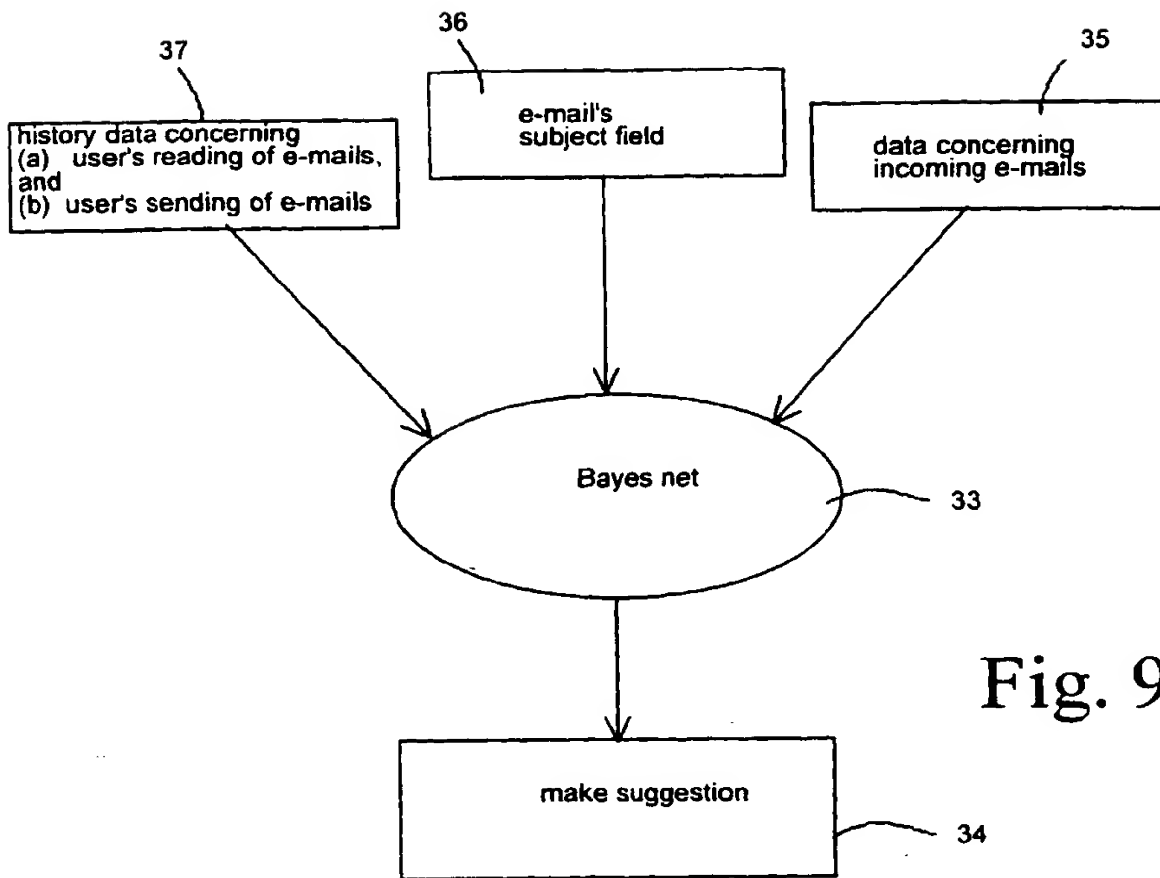 37
36
35
history data concerning
(a) user's reading of e-mails,
and
(b) user's sending of e-mails
e-mail's
subject field
data concerning
incoming e-mails
Bayes net
33
Fig. 9
make suggestion
34